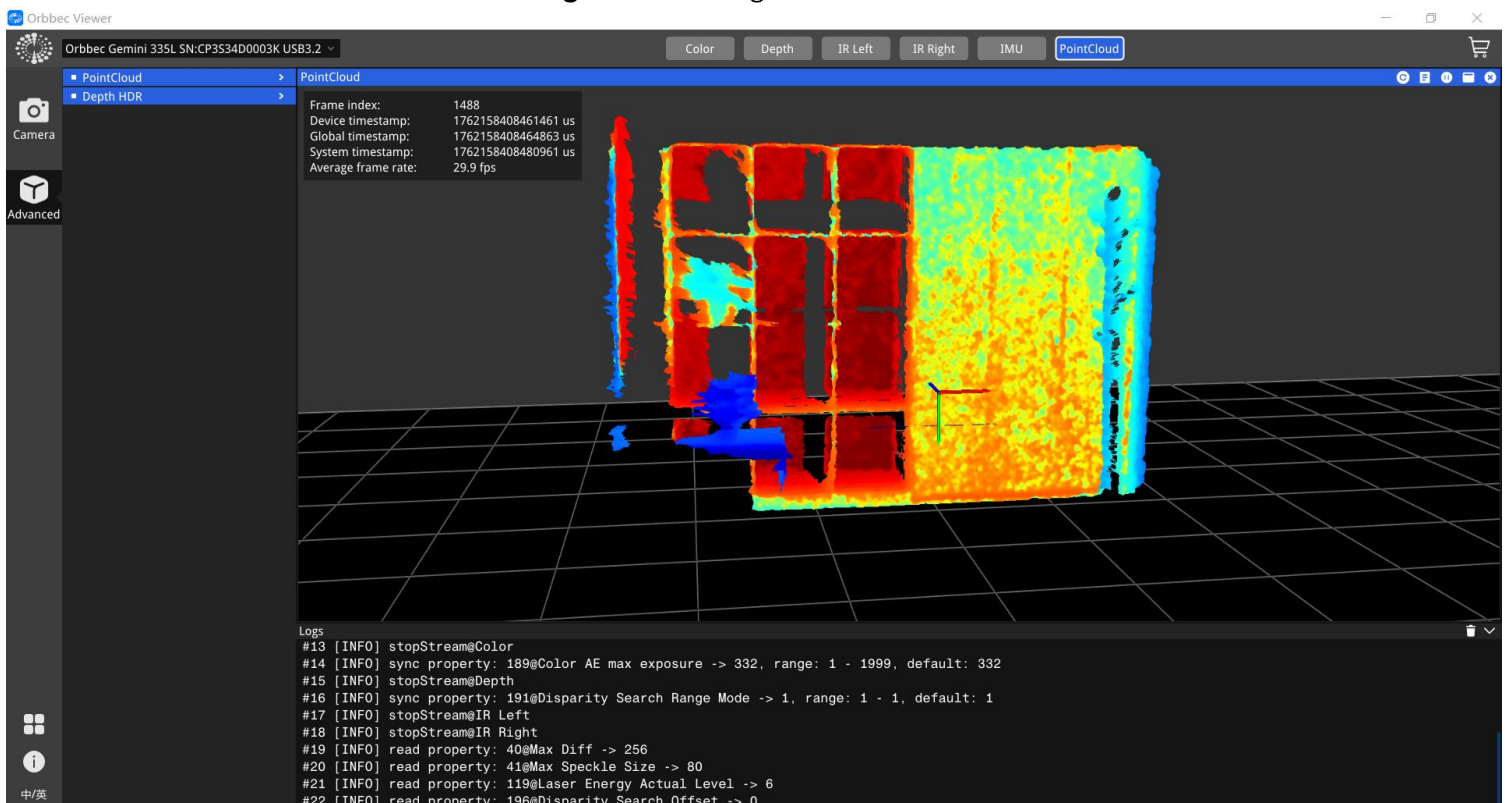 Orbbec Viewer
Orbbec Gemini 335L SN:CP3S34D0003K USB3.2
Color
Depth
IR Left
IR Right
IMU
PointCloud
PointCloud
Depth HDR
PointCloud
Camera
Advanced
Frame index: 1488
Device timestamp: 1762158408461461 us
Global timestamp: 1762158408464863 us
System timestamp: 1762158408480961 us
Average frame rate: 29.9 fps
Logs
#13 [INFO] stopStream@Color
#14 [INFO] sync property: 189@Color AE max exposure -> 332, range: 1 - 1999, default: 332
#15 [INFO] stopStream@Depth
#16 [INFO] sync property: 191@Disparity Search Range Mode -> 1, range: 1 - 1, default: 1
#17 [INFO] stopStream@IR Left
#18 [INFO] stopStream@IR Right
#19 [INFO] read property: 40@Max Diff -> 256
#20 [INFO] read property: 41@Max Speckle Size -> 80
#21 [INFO] read property: 119@Laser Energy Actual Level -> 6
#22 [INFO] read property: 196@Disparity Search Offset -> 0
中/英